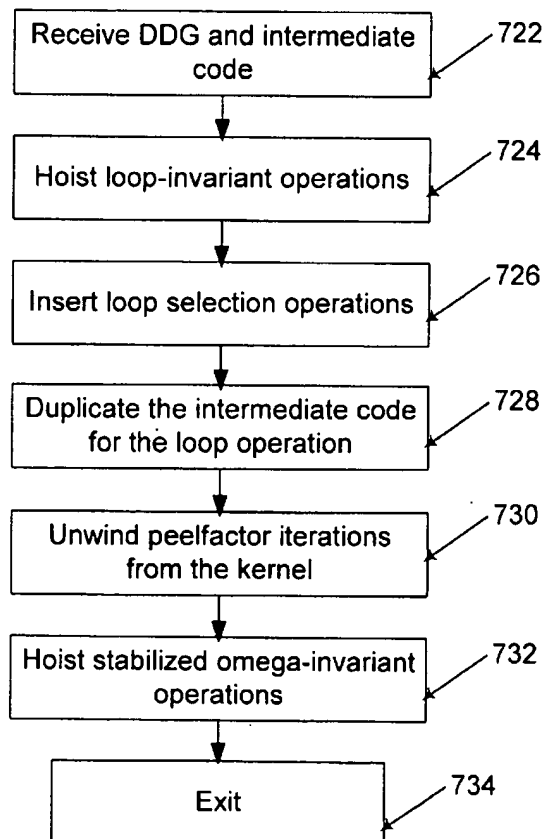 Receive DDG and intermediate
code
722
Hoist loop-invariant operations
724
Insert loop selection operations
726
Duplicate the intermediate code
for the loop operation
728
Unwind peelfactor iterations
from the kernel
730
Hoist stabilized omega-invariant
operations
732
Exit
734